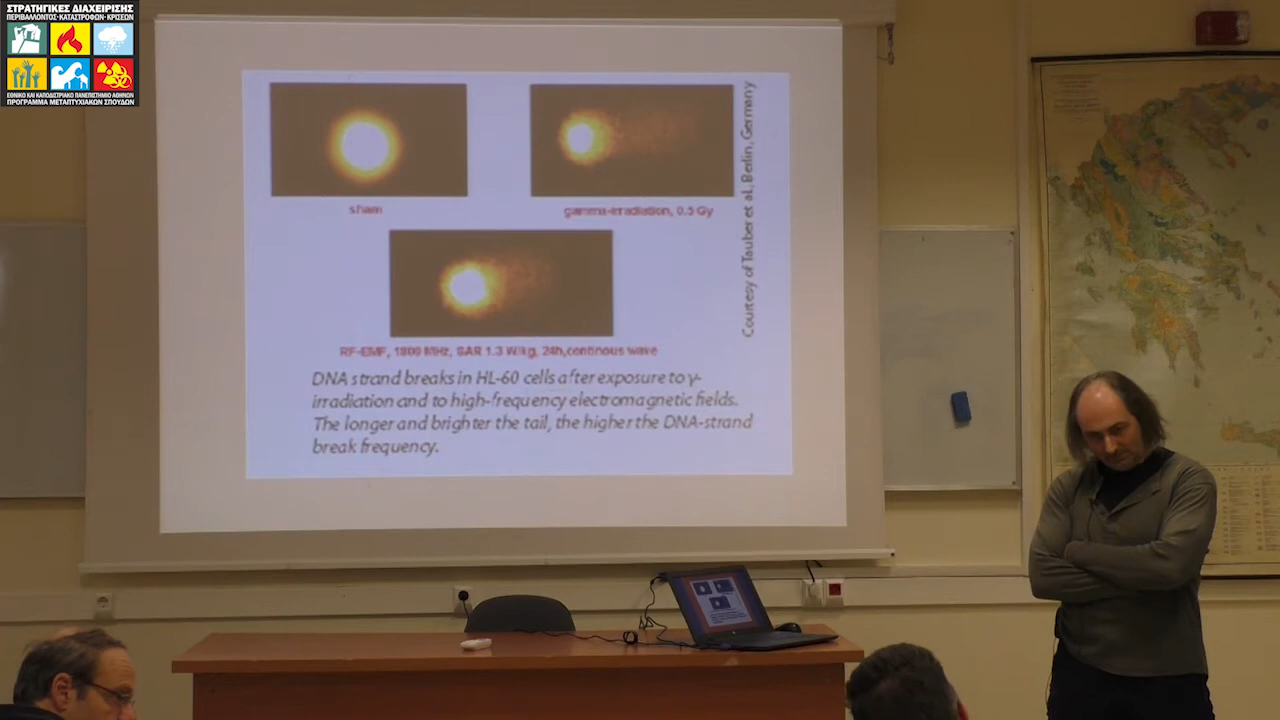 ΣΤΡΑΤΗΓΙΚΕΣ ΔΙΑΧΕΙΡΙΣΗΣ
ΠΕΡΙΒΑΛΛΟΝΤΟΣ·ΚΑΤΑΣΤΡΟΦΩΝ·ΚΡΙΣΕΩΝ
ΕΘΝΙΚΟ ΚΑΙ ΚΑΠΟΔΙΣΤΡΙΑΚΟ ΠΑΝΕΠΙΣΤΗΜΙΟ ΑΘΗΝΩΝ
ΠΡΟΓΡΑΜΜΑ ΜΕΤΑΠΤΥΧΙΑΚΩΝ ΣΠΟΥΔΩΝ
sham
gamma-irradiation, 0.5 Gy
Courtesy of Tauber et al., Berlin, Germany
RF-EMF, 1800 MHz, SAR 1.3 W/kg, 24h,continous wave
DNA strand breaks in HL-60 cells after exposure to γ-
irradiation and to high-frequency electromagnetic fields.
The longer and brighter the tail, the higher the DNA-strand
break frequency.